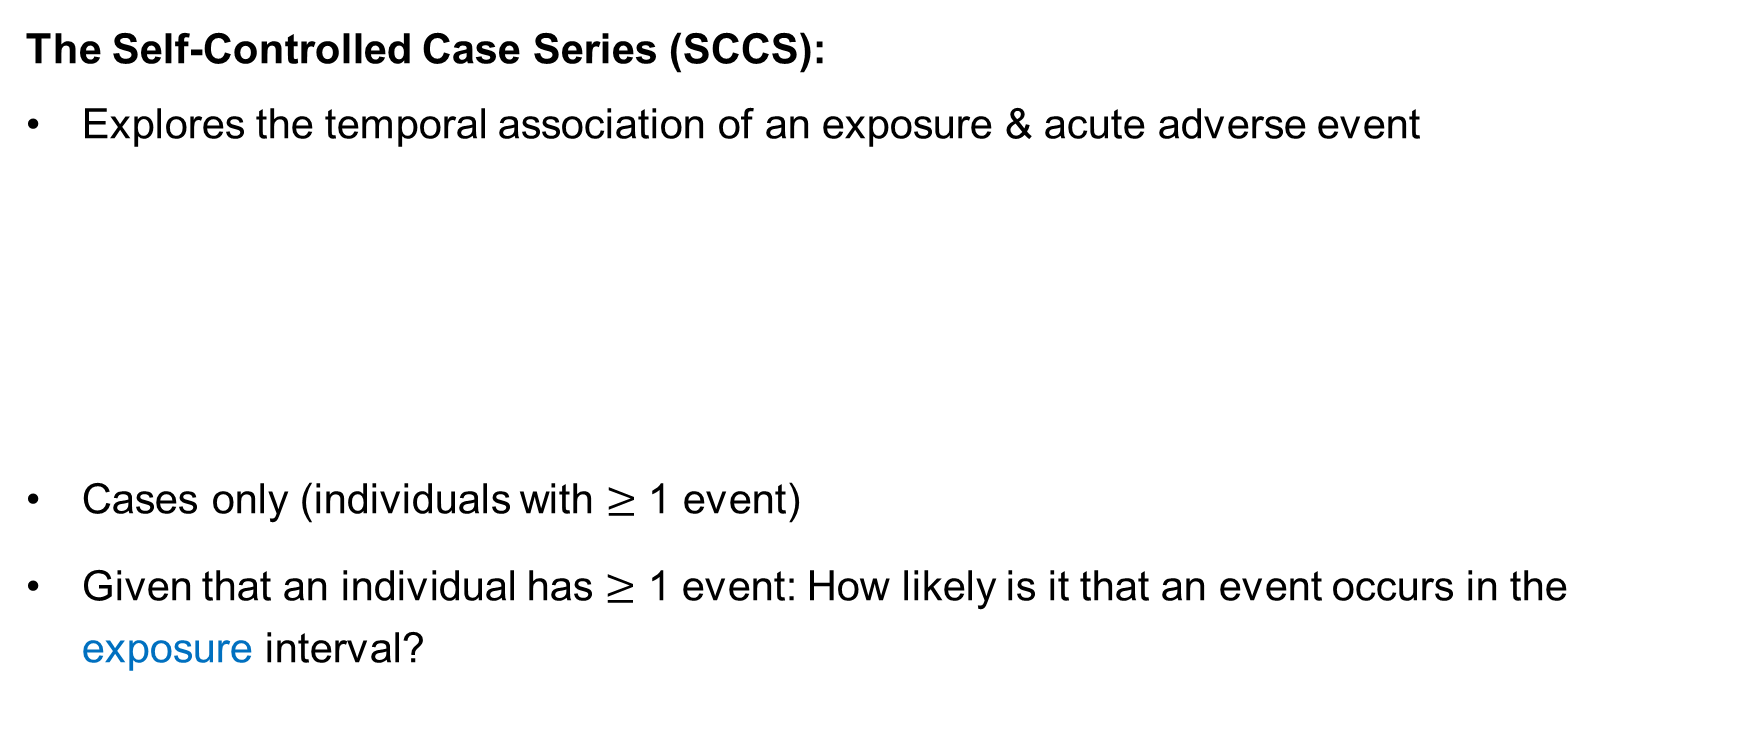 The Self-Controlled Case Series (SCCS):
• Explores the temporal association of an exposure & acute adverse event
• Cases only (individuals with ≥ 1 event)
• Given that an individual has ≥ 1 event: How likely is it that an event occurs in the
exposure interval?